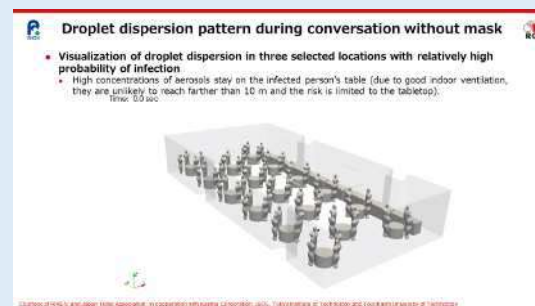 Droplet dispersion pattern during conversation without mask
Visualization of droplet dispersion in three selected locations with relatively high
probability of infection
High concentrations of aerosols stay on the infected person's table (due to good indoor ventilation,
they are unlikely to reach farther than 10 m and the risk is limited to the tabletop).
Time: 0.0 sec